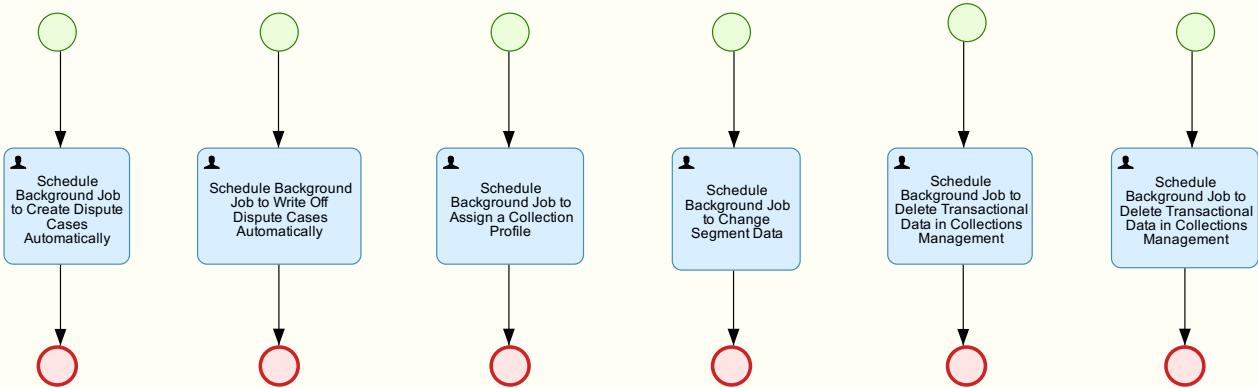 Schedule
Background Job
to Create Dispute
Cases
Automatically
Schedule Background
Job to Write Off
Dispute Cases
Automatically
Schedule
Background Job to
Assign a Collection
Profile
Schedule
Background Job
to Change
Segment Data
Schedule
Background Job to
Delete Transactional
Data in Collections
Management
Schedule
Background Job to
Delete Transactional
Data in Collections
Management